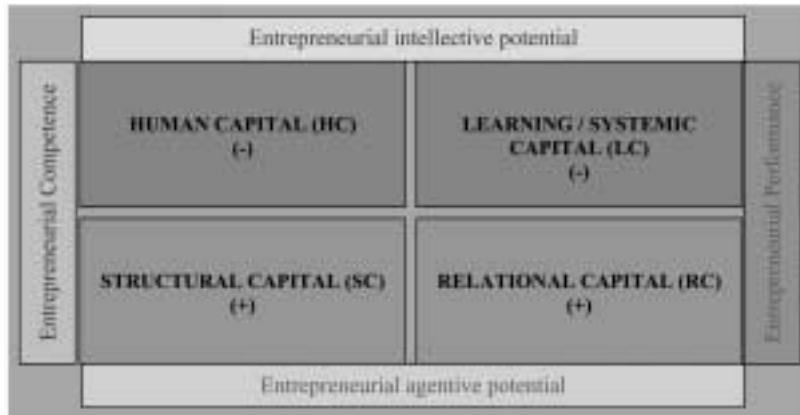 Entrepreneurial intellective potential
Entrepreneurial Competence
HUMAN CAPITAL (HC)
(-)
LEARNING / SYSTEMIC
CAPITAL (LC)
(-)
Entrepreneurial Performance
STRUCTURAL CAPITAL (SC)
(+)
RELATIONAL CAPITAL (RC)
(+)
Entrepreneurial agentive potential